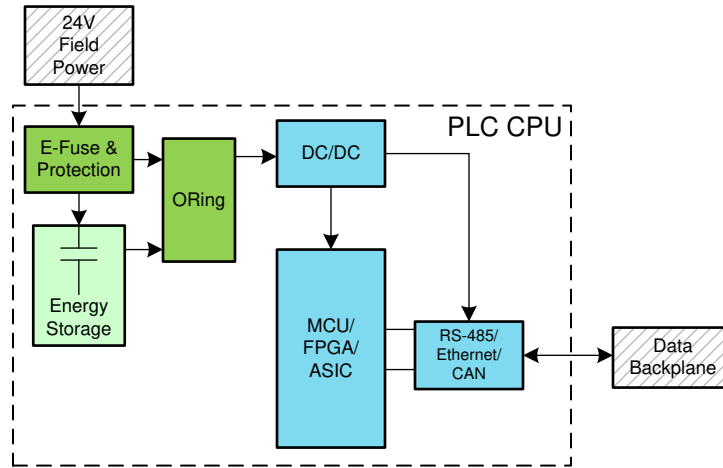 24V
Field
Power
PLC CPU
E-Fuse &
Protection
ORing
DC/DC
Energy
Storage
MCU/
FPGA/
ASIC
RS-485/
Ethernet/
CAN
Data
Backplane